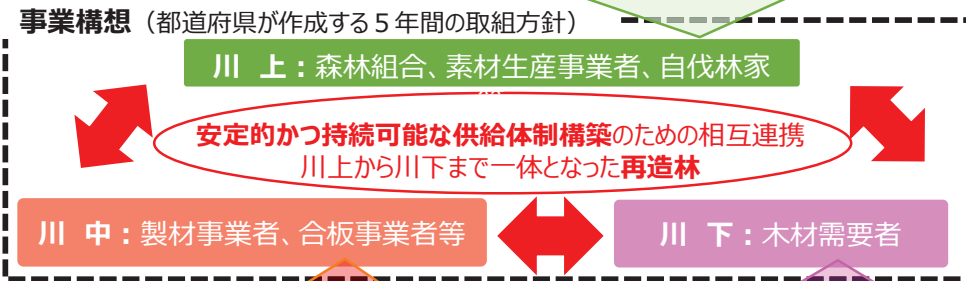 事業構想（都道府県が作成する５年間の取組方針）
川　上：森林組合、素材生産事業者、自伐林家
安定的かつ持続可能な供給体制構築のための相互連携
川上から川下まで一体となった再造林
川　中：製材事業者、合板事業者等
川　下：木材需要者